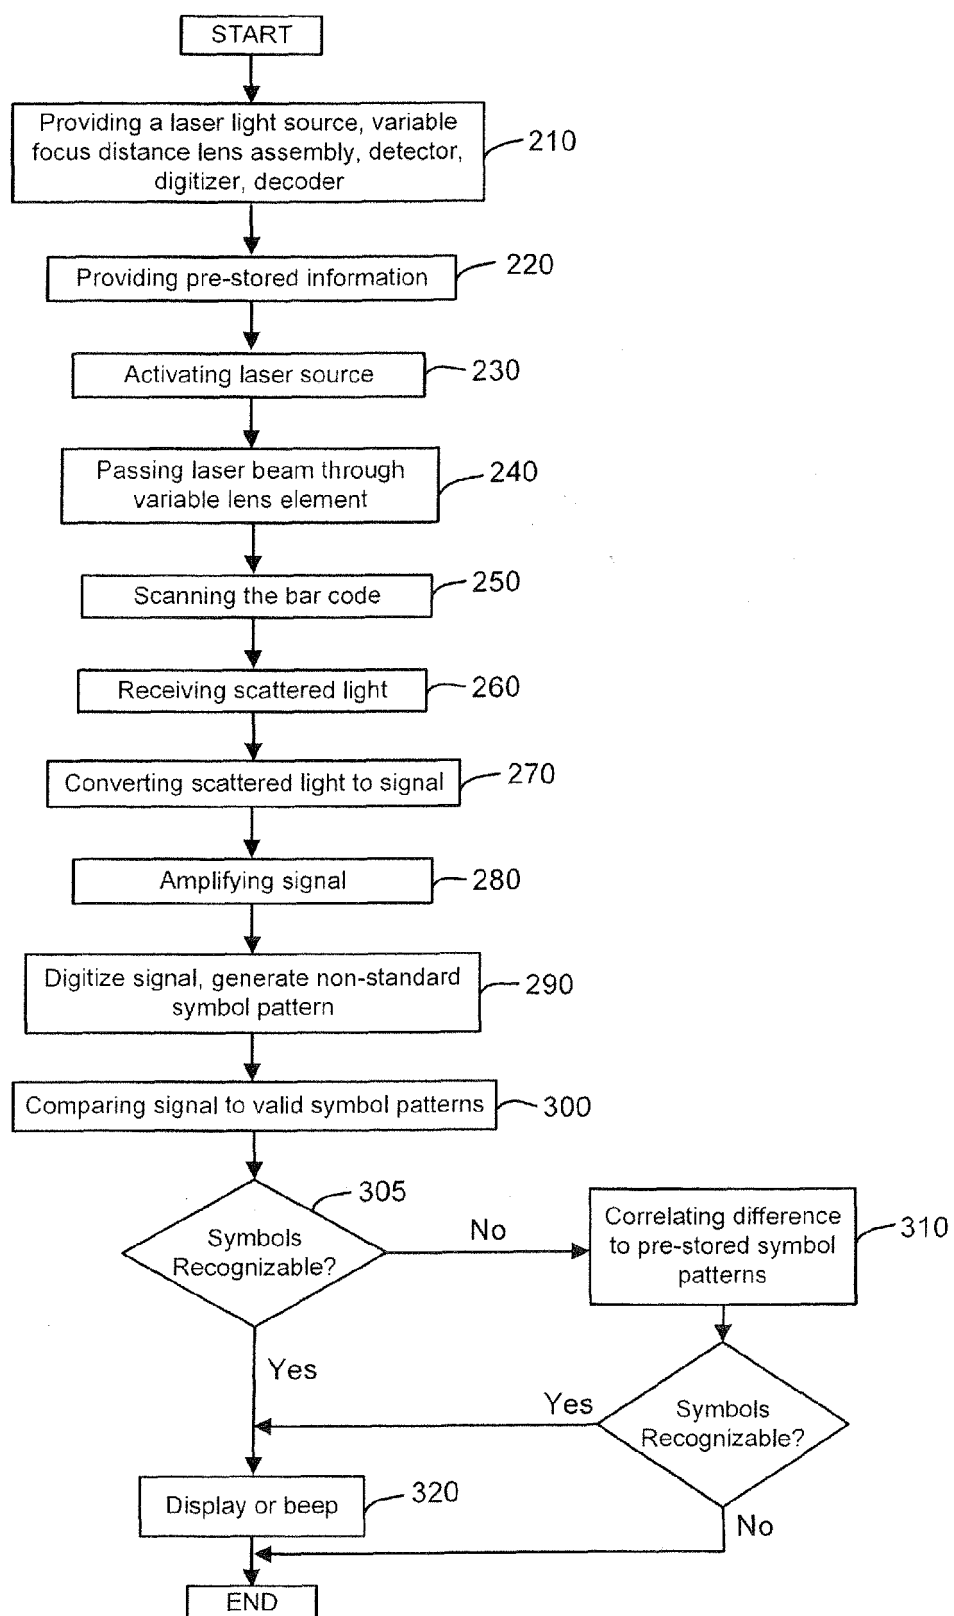 START
Providing a laser light source, variable
focus distance lens assembly, detector,
digitizer, decoder
210
Providing pre-stored information
220
Activating laser source
230
Passing laser beam through
variable lens element
240
Scanning the bar code
250
Receiving scattered light
260
Converting scattered light to signal
270
Amplifying signal
280
Digitize signal, generate non-standard
symbol pattern
290
Comparing signal to valid symbol patterns
300
305
Symbols
Recognizable?
No
Correlating difference
to pre-stored symbol
patterns
310
Yes
Yes
Symbols
Recognizable?
Display or beep
320
No
END